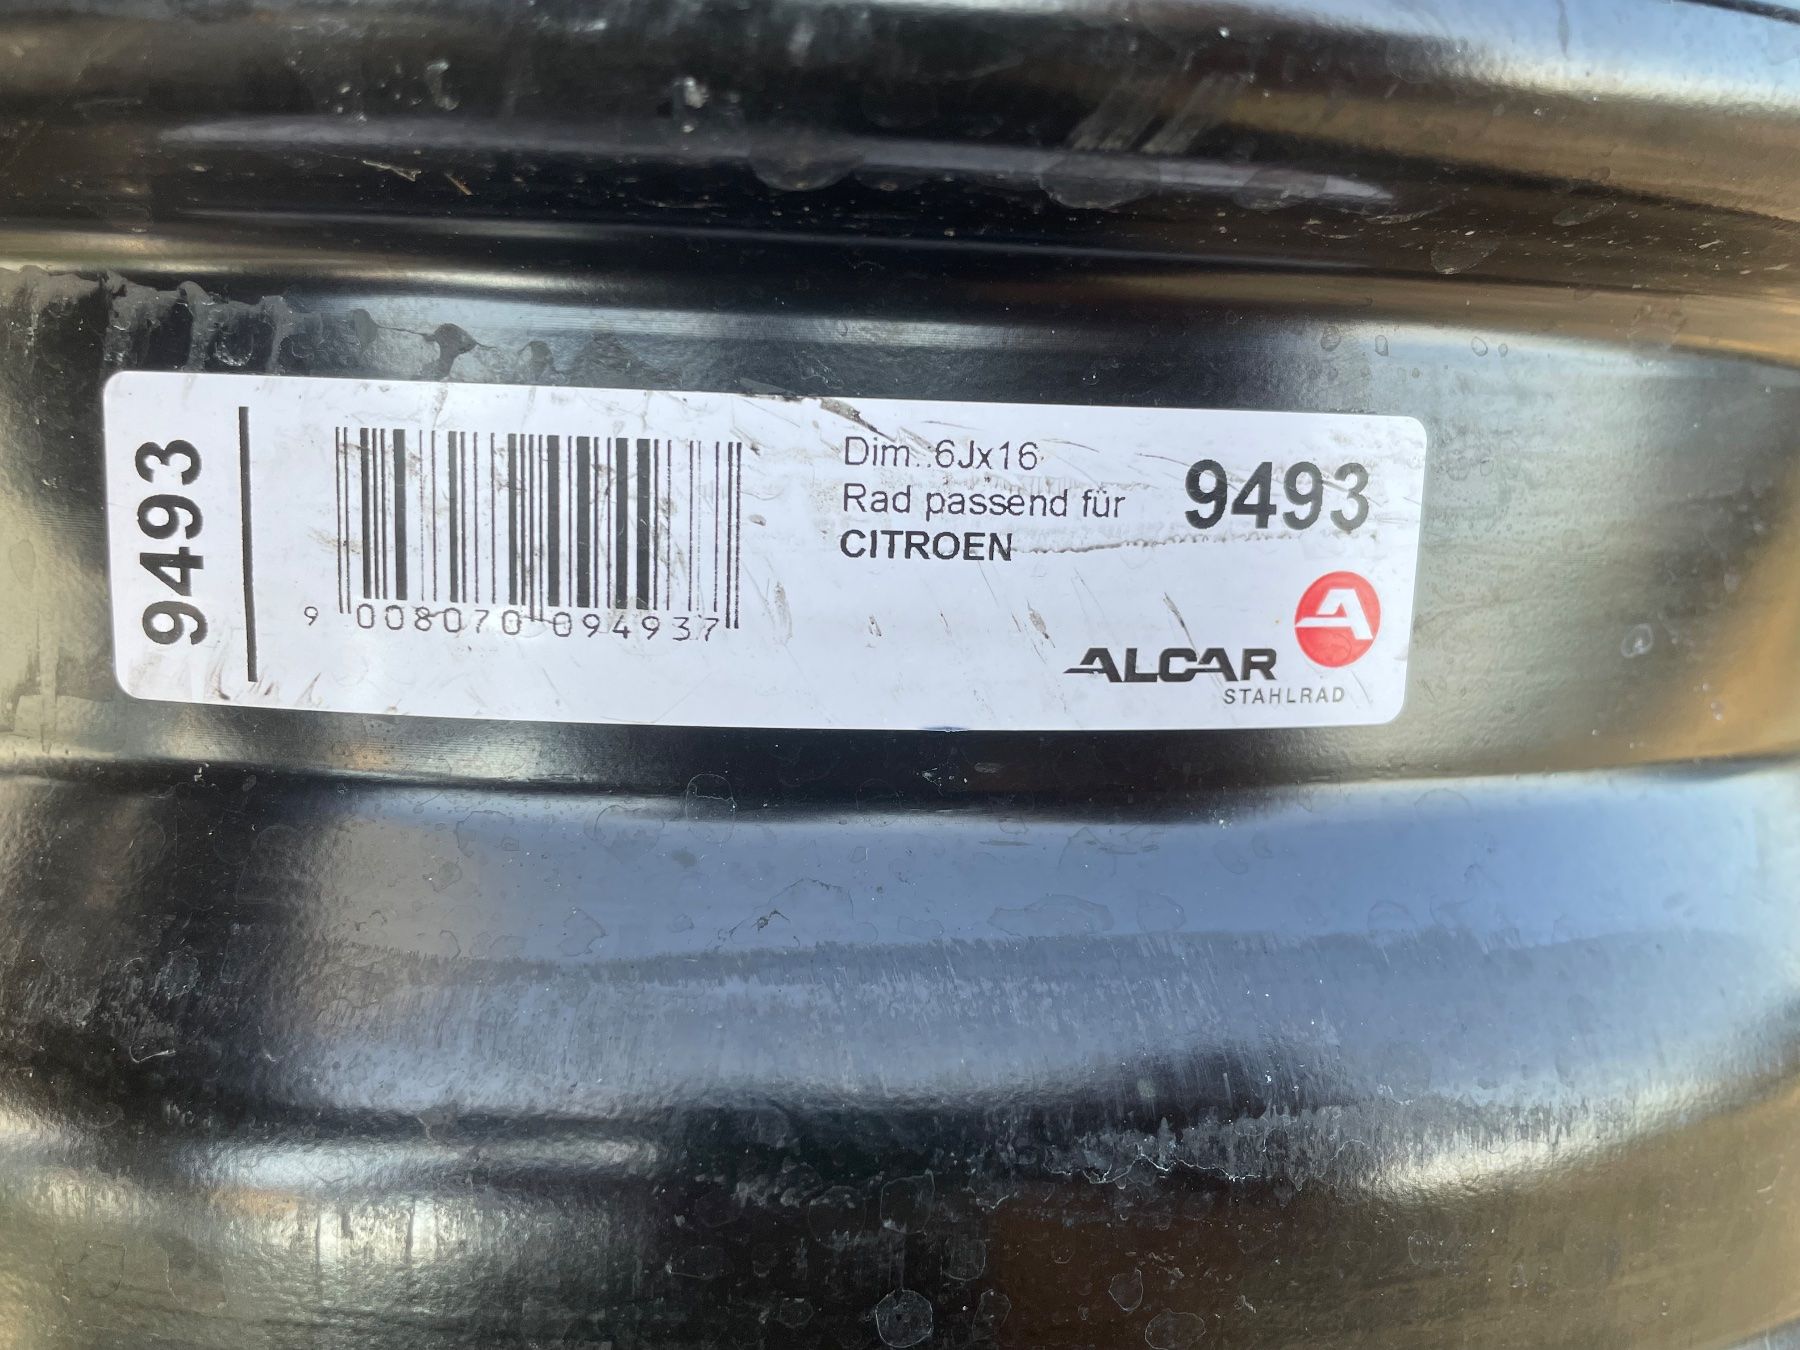 9493
9 008070 094937
Dim.:6Jx16
Rad passend für
CITROEN
9493
A
ALCAR
STAHLRAD